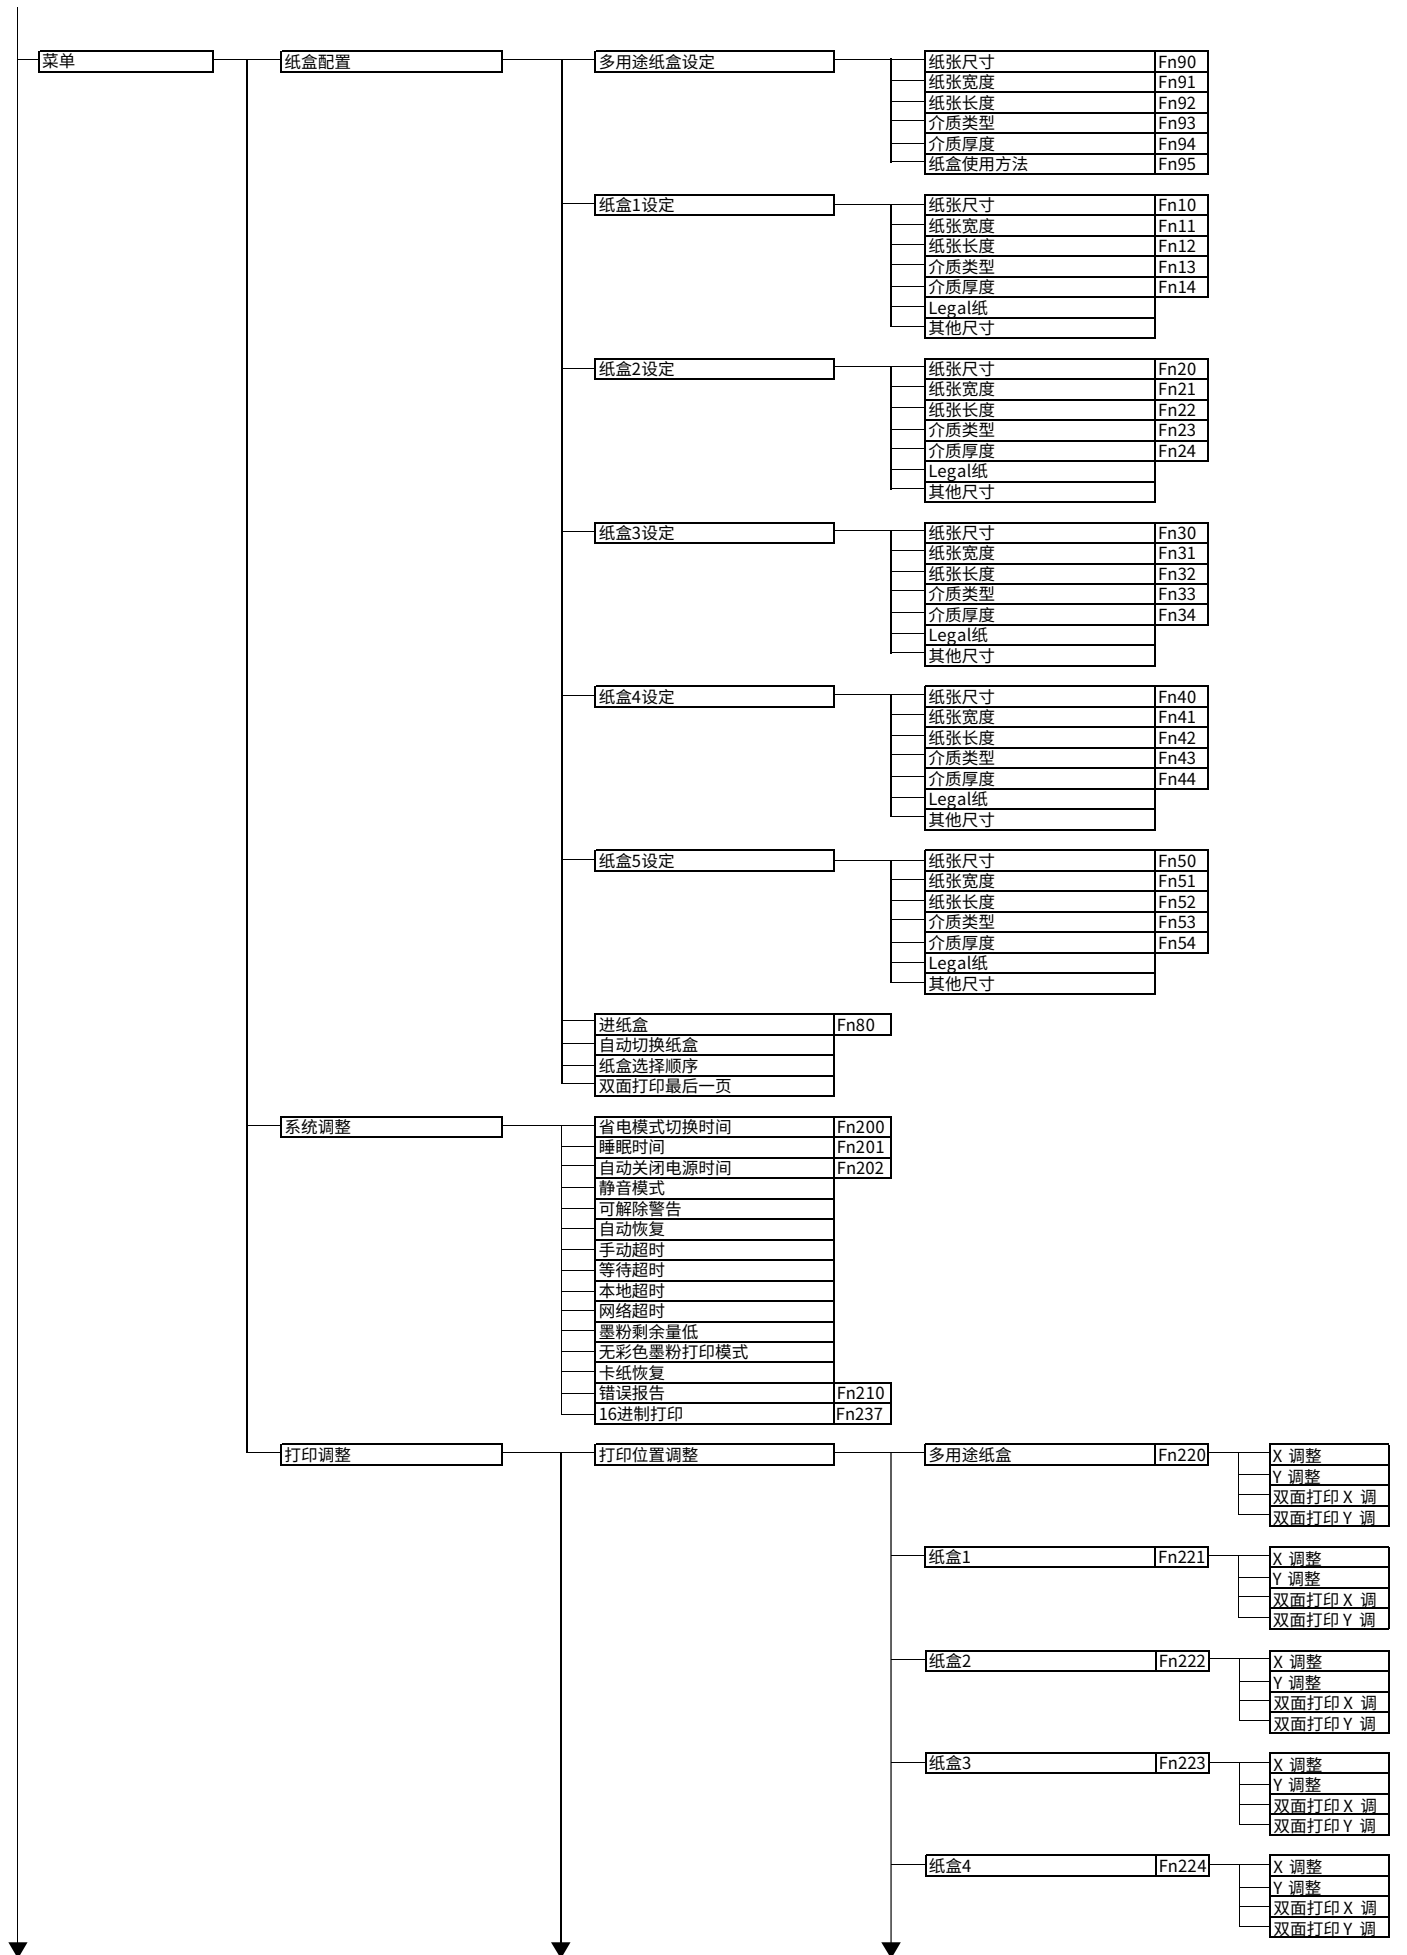 菜单 纸盒配置 多用途纸盒设定 纸张尺寸 Fn90
纸张宽度 Fn91
纸张长度 Fn92
介质类型 Fn93
介质厚度 Fn94
纸盒使用方法 Fn95
纸盒1设定 纸张尺寸 Fn10
纸张宽度 Fn11
纸张长度 Fn12
介质类型 Fn13
介质厚度 Fn14
Legal纸
其他尺寸
纸盒2设定 纸张尺寸 Fn20
纸张宽度 Fn21
纸张长度 Fn22
介质类型 Fn23
介质厚度 Fn24
Legal纸
其他尺寸
纸盒3设定 纸张尺寸 Fn30
纸张宽度 Fn31
纸张长度 Fn32
介质类型 Fn33
介质厚度 Fn34
Legal纸
其他尺寸
纸盒4设定 纸张尺寸 Fn40
纸张宽度 Fn41
纸张长度 Fn42
介质类型 Fn43
介质厚度 Fn44
Legal纸
其他尺寸
纸盒5设定 纸张尺寸 Fn50
纸张宽度 Fn51
纸张长度 Fn52
介质类型 Fn53
介质厚度 Fn54
Legal纸
其他尺寸
进纸盒 Fn80
自动切换纸盒
纸盒选择顺序
双面打印最后一页
系统调整 省电模式切换时间 Fn200
睡眠时间 Fn201
自动关闭电源时间 Fn202
静音模式
可解除警告
自动恢复
手动超时
等待超时
本地超时
网络超时
墨粉剩余量低
无彩色墨粉打印模式
卡纸恢复
错误报告 Fn210
16进制打印 Fn237
打印调整 打印位置调整 多用途纸盒 Fn220 X 调整
Y 调整
双面打印 X 调
双面打印 Y 调
纸盒1 Fn221 X 调整
Y 调整
双面打印 X 调
双面打印 Y 调
纸盒2 Fn222 X 调整
Y 调整
双面打印 X 调
双面打印 Y 调
纸盒3 Fn223 X 调整
Y 调整
双面打印 X 调
双面打印 Y 调
纸盒4 Fn224 X 调整
Y 调整
双面打印 X 调
双面打印 Y 调